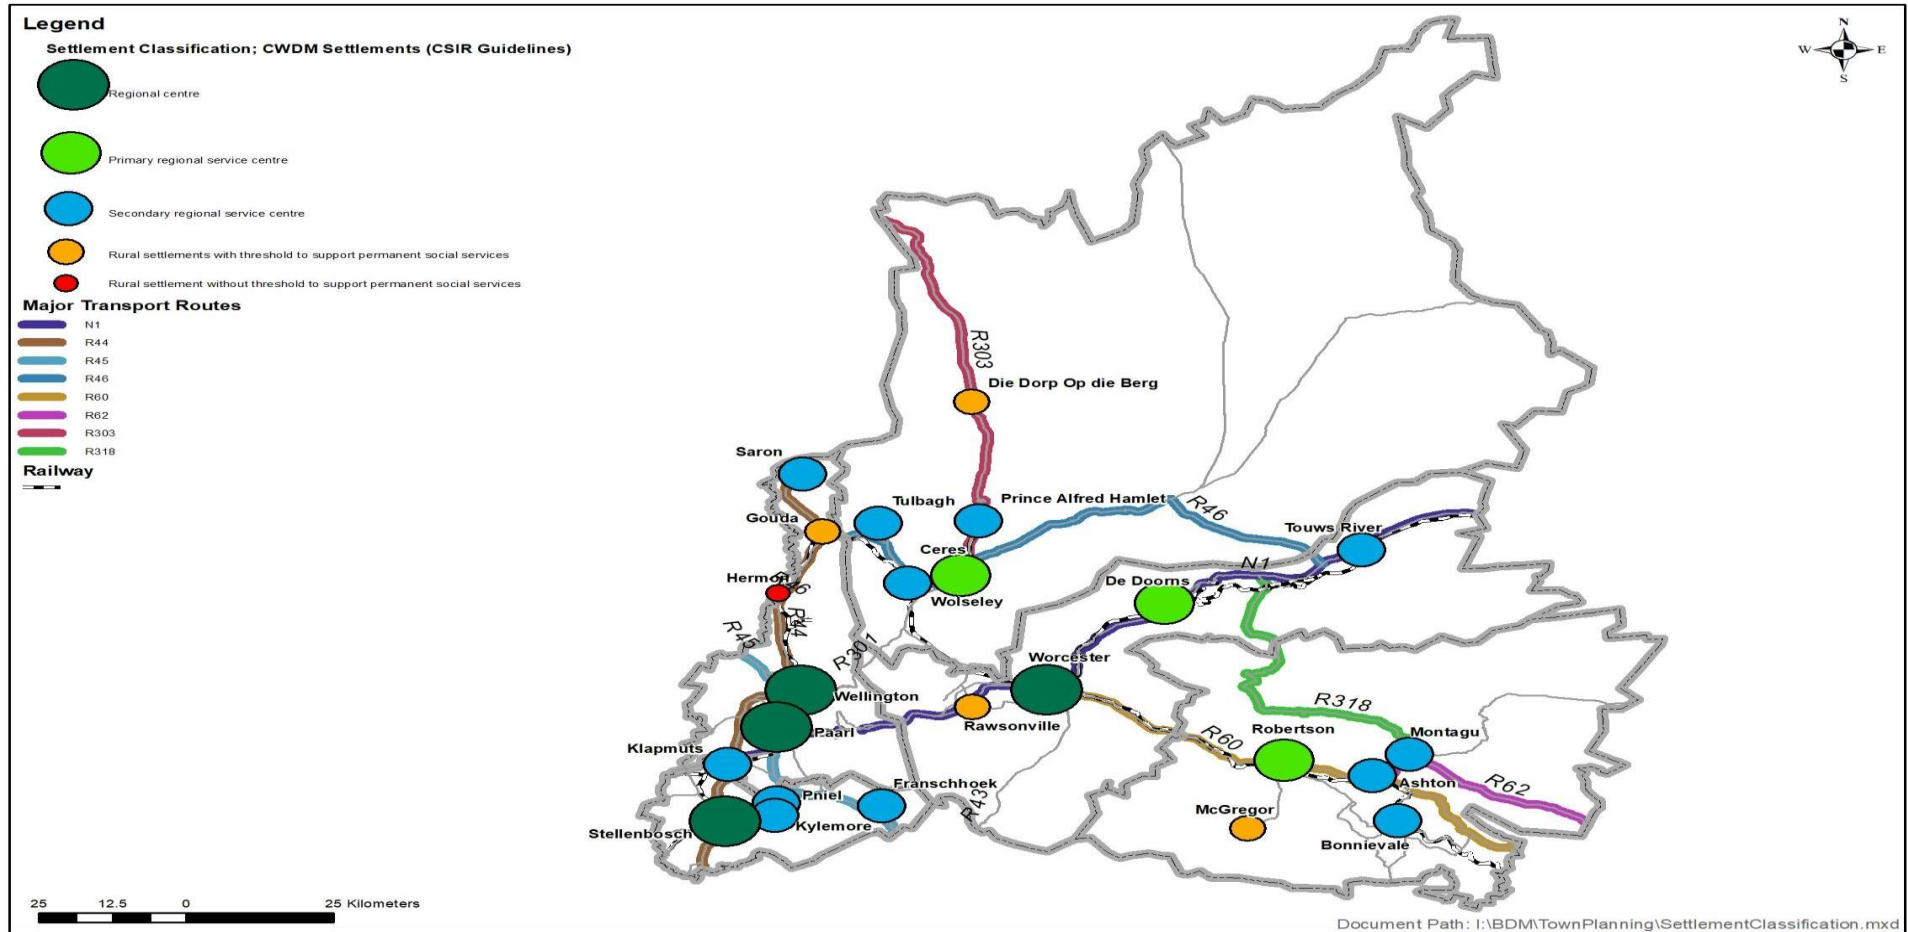 Legend
Settlement Classification; CWDM Settlements (CSIR Guidelines)
Regional centre
Primary regional service centre
Secondary regional service centre
Rural settlements with threshold to support permanent social services
Rural settlement without threshold to support permanent social services
Major Transport Routes
N1
R44
R45
R46
R60
R62
R303
R318
Railway
N
W E
S
R303
Die Dorp Op die Berg
Saron
Tulbagh
Prince Alfred Hamlet
R46
Gouda
Touws River
Ceres
N1
De Doorns
Hermon
R46
Wolseley
R44
R45
R301
Worcester
Wellington
R318
Rawsonville
Paarl
Robertson
Montagu
R60
Klapmuts
Franschhoek
Ashton
R62
Pniel
R43
McGregor
Kylemore
Stellenbosch
Bonnievale
25 12.5 0 25 Kilometers
Document Path: I:\BDM\TownPlanning\SettlementClassification.mxd